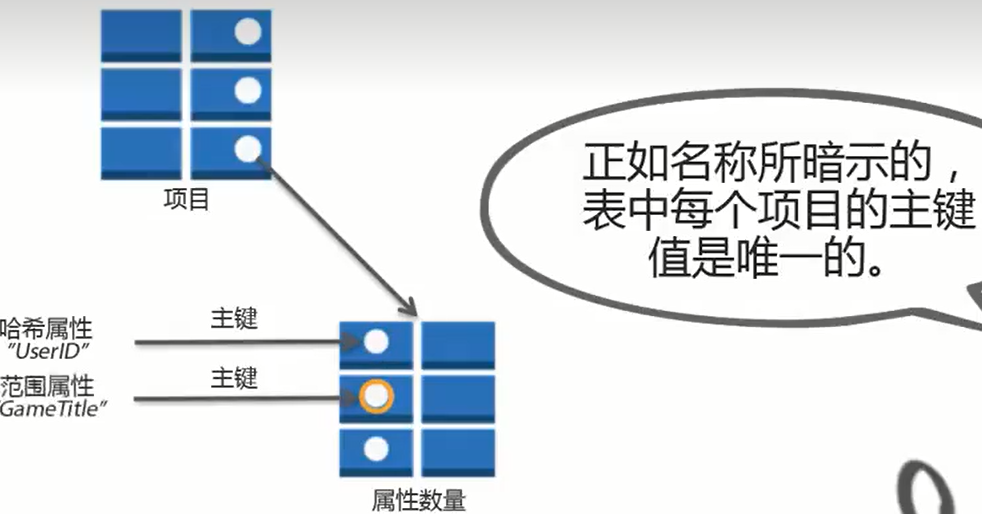 正如名称所暗示的，
表中每个项目的主键
值是唯一的。
项目
哈希属性
"UserID"
主键
范围属性
GameTitle"
主键
属性数量